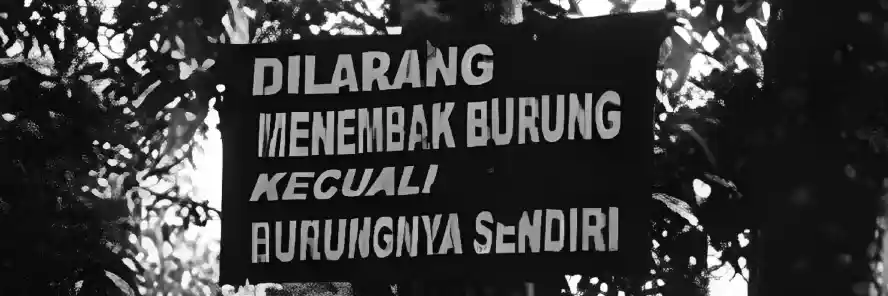 DILARANG
MENEMBAK BURUNG
KECUALI
BURUNGNYA SENDIRI